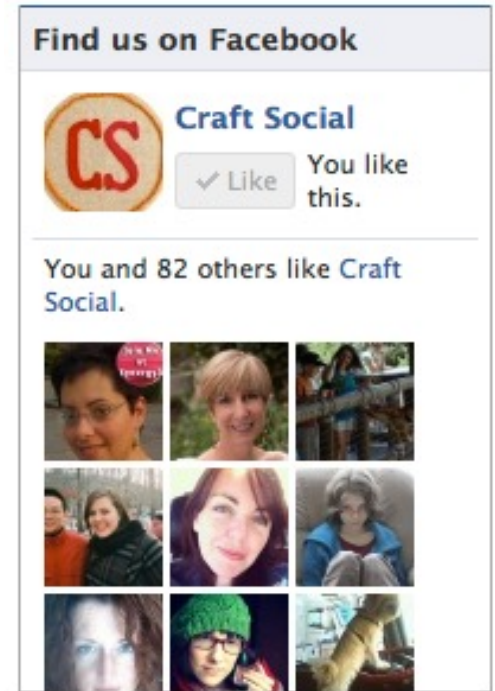 Find us on Facebook
CS
Craft Social
Like
You like
this.
You and 82 others like Craft
Social.